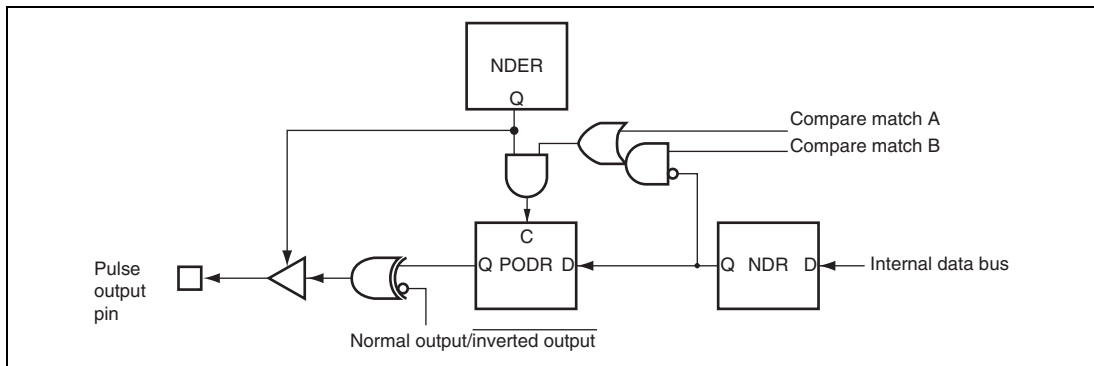 NDER
Q
Compare match A
Compare match B
C
Q PODR D
Q NDR D
Internal data bus
Pulse
output
pin
Normal output/inverted output